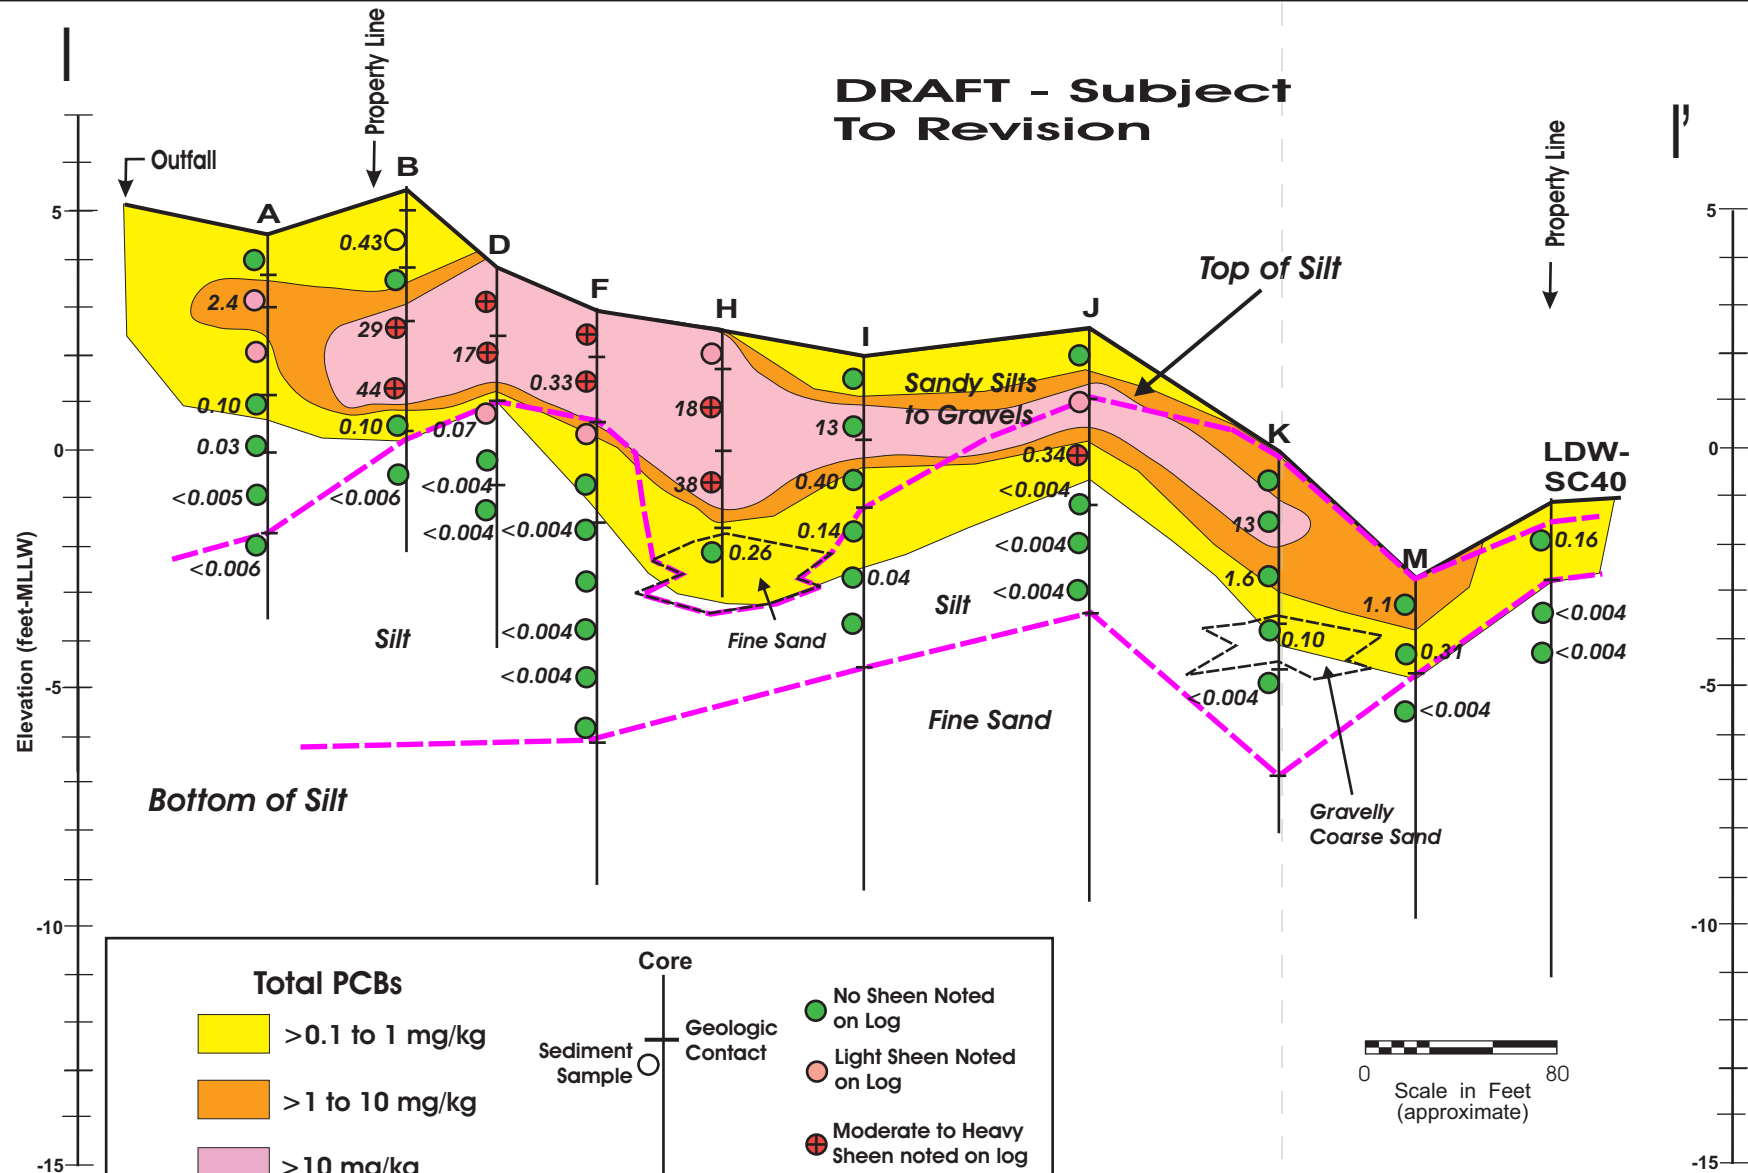 I
Property Line
DRAFT - Subject
To Revision
I'
Property Line
Outfall
B
A
D
F
H
I
J
K
M
LDW-
SC40
Top of Silt
5
5
0
0
-5
-5
-10
-10
-15
-15
Elevation (feet-MLLW)
2.4
0.10
0.03
<0.005
<0.006
0.43
29
44
0.10
<0.006
17
0.07
<0.004
<0.004
0.33
<0.004
<0.004
<0.004
18
38
0.26
13
0.40
0.14
0.04
0.34
<0.004
<0.004
<0.004
13
1.6
0.10
<0.004
1.1
0.31
<0.004
0.16
<0.004
<0.004
Sandy Silts
to Gravels
Silt
Silt
Fine Sand
Fine Sand
Gravelly
Coarse Sand
Bottom of Silt
Total PCBs
>0.1 to 1 mg/kg
>1 to 10 mg/kg
>10 mg/kg
Core
Geologic
Contact
Sediment
Sample
No Sheen Noted
on Log
Light Sheen Noted
on Log
Moderate to Heavy
Sheen noted on log
0
80
Scale in Feet
(approximate)